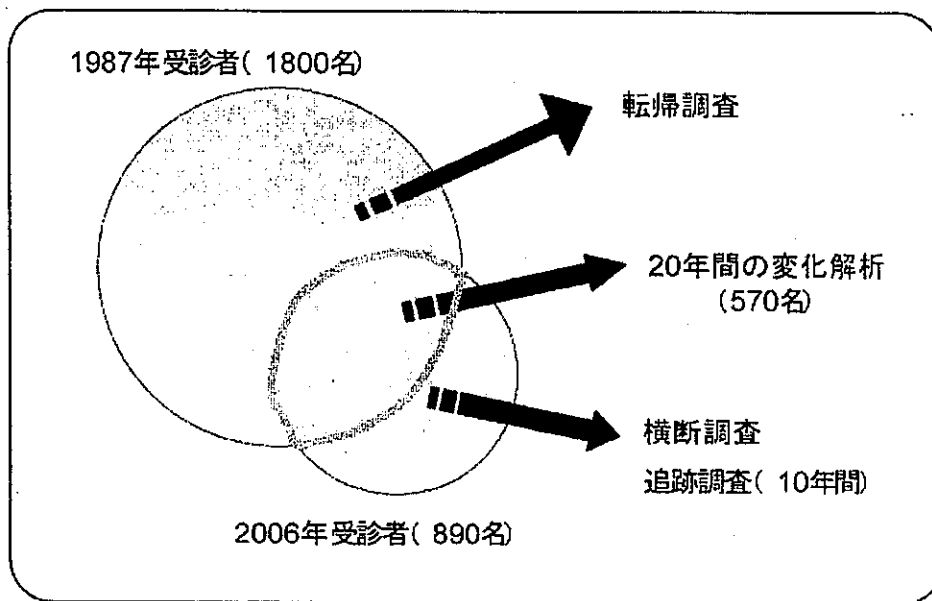 1987年受診者( 1800名)
転帰調査
20年間の変化解析
(570名)
横断調査
追跡調査( 10年間)
2006年受診者( 890名)